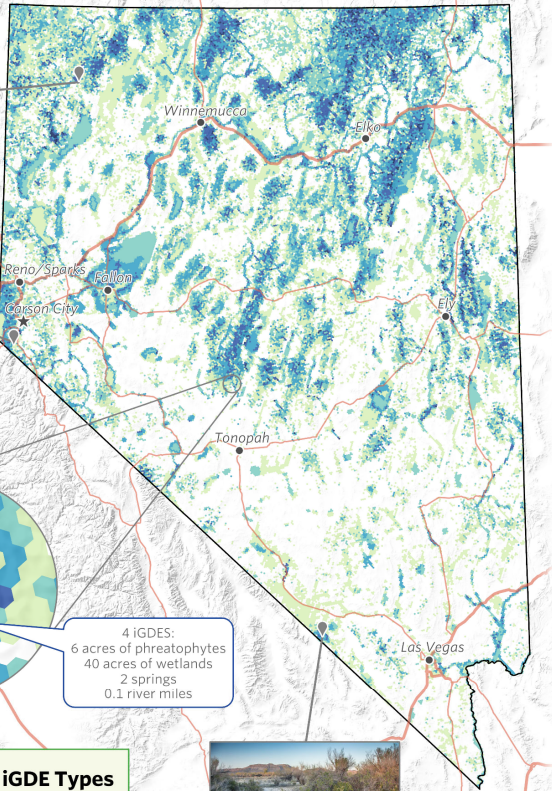 Winnemucca
Elko
Reno/Sparks
Fallon
Carson City
Ely
Tonopah
4 iGDES:
6 acres of phreatophytes
40 acres of wetlands
2 springs
0.1 river miles
Las Vegas
iGDE Types